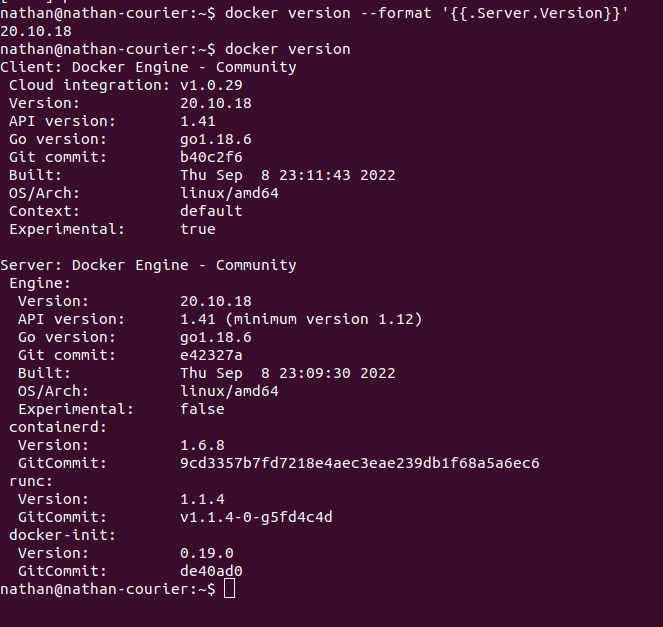 nathan@nathan-courier:~$ docker version --format '{{.Server.Version}}'
20.10.18
nathan@nathan-courier:~$ docker version
Client: Docker Engine - Community
 Cloud integration: v1.0.29
 Version:           20.10.18
 API version:       1.41
 Go version:        go1.18.6
 Git commit:        b40c2f6
 Built:             Thu Sep  8 23:11:43 2022
 OS/Arch:           linux/amd64
 Context:           default
 Experimental:      true

Server: Docker Engine - Community
 Engine:
  Version:          20.10.18
  API version:      1.41 (minimum version 1.12)
  Go version:       go1.18.6
  Git commit:       e42327a
  Built:            Thu Sep  8 23:09:30 2022
  OS/Arch:          linux/amd64
  Experimental:     false
 containerd:
  Version:          1.6.8
  GitCommit:        9cd3357b7fd7218e4aec3eae239db1f68a5a6ec6
 runc:
  Version:          1.1.4
  GitCommit:        v1.1.4-0-g5fd4c4d
 docker-init:
  Version:          0.19.0
  GitCommit:        de40ad0
nathan@nathan-courier:~$